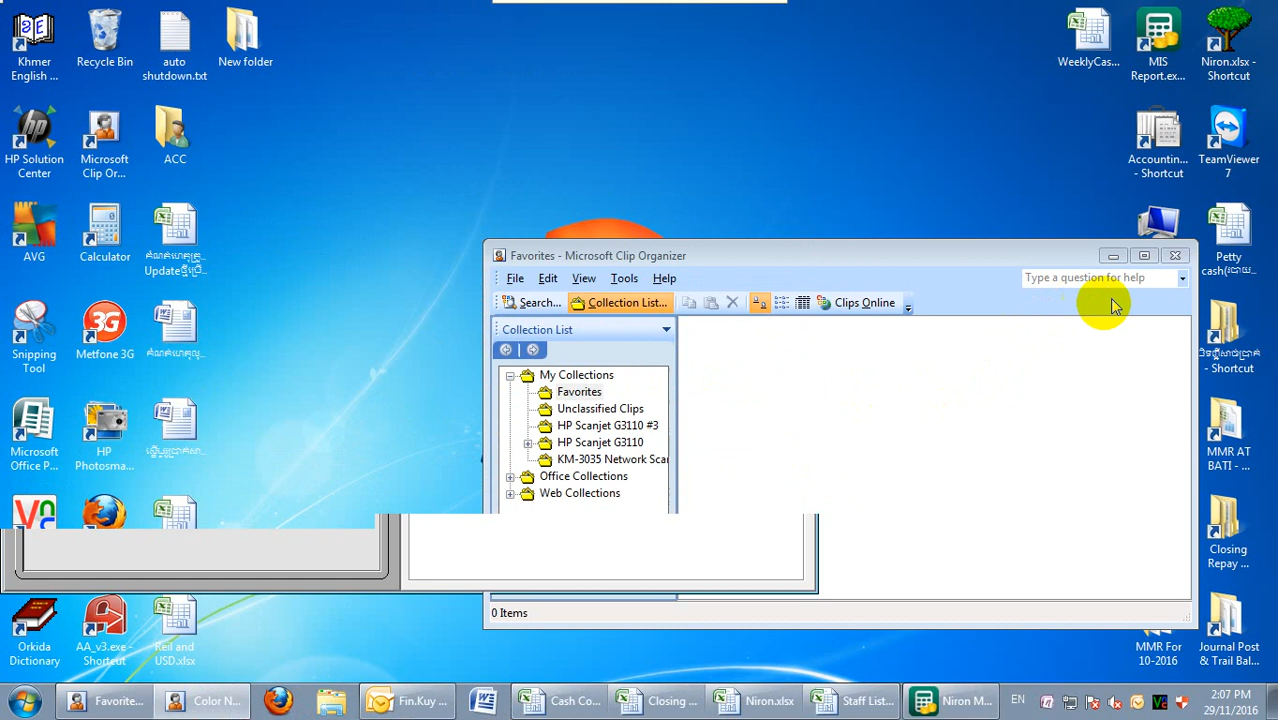 Khmer
English ...
Recycle Bin
auto
shutdown.txt
New folder
HP Solution
Center
Microsoft
Clip Or...
ACC
AVG
Calculator
Snipping
Tool
Metfone 3G
Microsoft
Office P...
HP
Photosma...
Orkida
Dictionary
AA_v3.exe -
Shortcut
Reil and
USD.xlsx
WeeklyCas...
MIS
Report.ex...
Niron.xlsx -
Shortcut
Accountin...
- Shortcut
TeamViewer
7
Petty
- Shortcut
MMR AT
BATI - ...
Closing
Repay ...
MMR For
10-2016
Journal Post
& Trail Bal...
Favorites - Microsoft Clip Organizer
File Edit View Tools Help
Type a question for help
Search... Collection List... Clips Online
Collection List
My Collections
Favorites
Unclassified Clips
HP Scanjet G3110 #3
HP Scanjet G3110
KM-3035 Network Scar
Office Collections
Web Collections
0 Items
Favorite... Color N... Fin.Kuy ... Cash Co... Closing ... Niron.xlsx Staff List... Niron M... EN
2:07 PM
29/11/2016